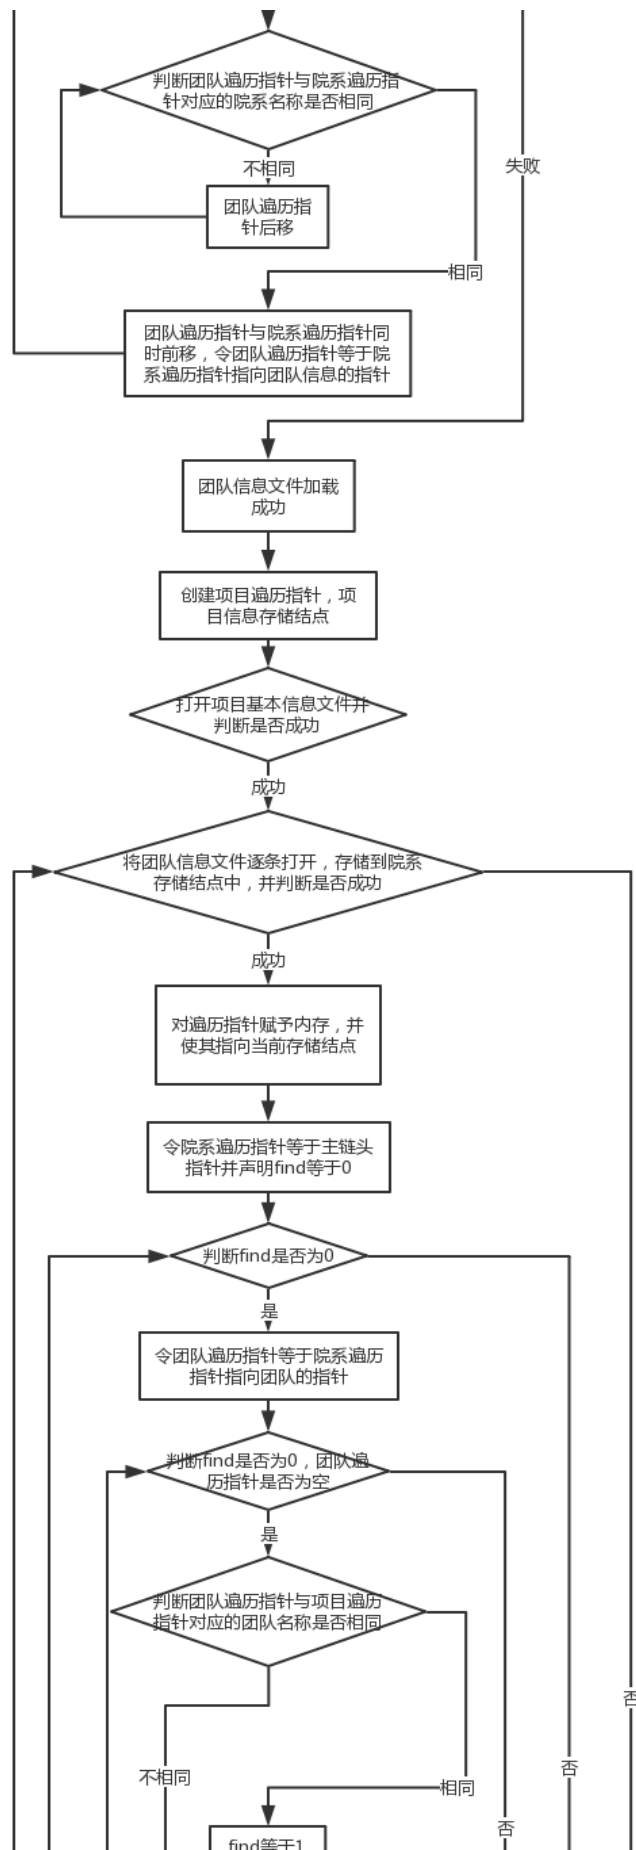 判断团队遍历指针与院系遍历指
针对应的院系名称是否相同
不相同
失败
团队遍历指
针后移
相同
团队遍历指针与院系遍历指针同
时前移，令团队遍历指针等于院
系遍历指针指向团队信息的指针
团队信息文件加载
成功
创建项目遍历指针，项
目信息存储结点
打开项目基本信息文件并
判断是否成功
成功
将团队信息文件逐条打开，存储到院系
存储结点中，并判断是否成功
成功
对遍历指针赋予内存，并
使其指向当前存储结点
令院系遍历指针等于主链头
指针并声明find等于0
判断find是否为0
是
令团队遍历指针等于院系遍历
指针指向团队的指针
判断find是否为0，团队遍
历指针是否为空
是
判断团队遍历指针与项目遍历
指针对应的团队名称是否相同
否
不相同
相同
否
否
find等于1